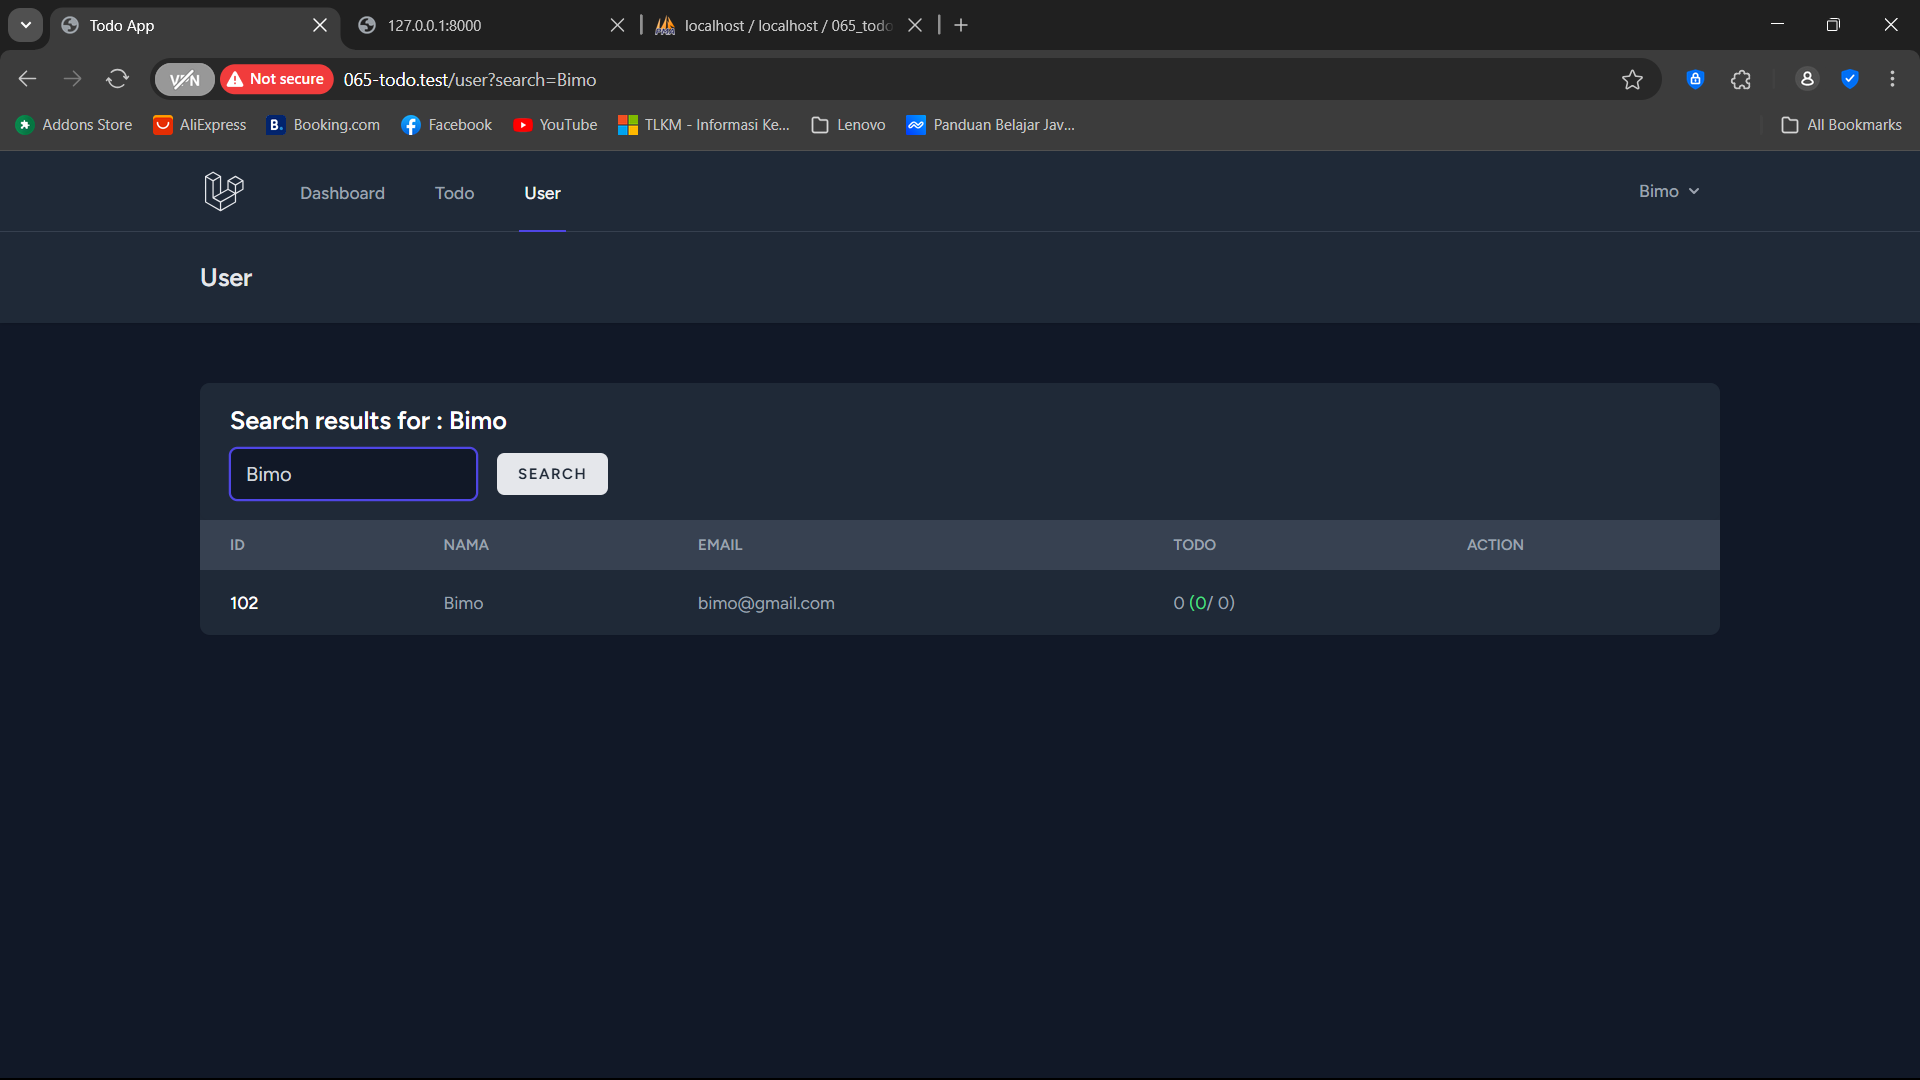 Todo App
127.0.0.1:8000
localhost / localhost / 065_todo
VPN
Not secure
065-todo.test/user?search=Bimo
Addons Store
AliExpress
B.
Booking.com
Facebook
YouTube
TLKM - Informasi Ke...
Lenovo
Panduan Belajar Jav...
All Bookmarks
Dashboard
Todo
User
Bimo
User
Search results for : Bimo
Bimo
SEARCH
ID NAMA EMAIL TODO ACTION
102 Bimo bimo@gmail.com 0 (0/ 0)